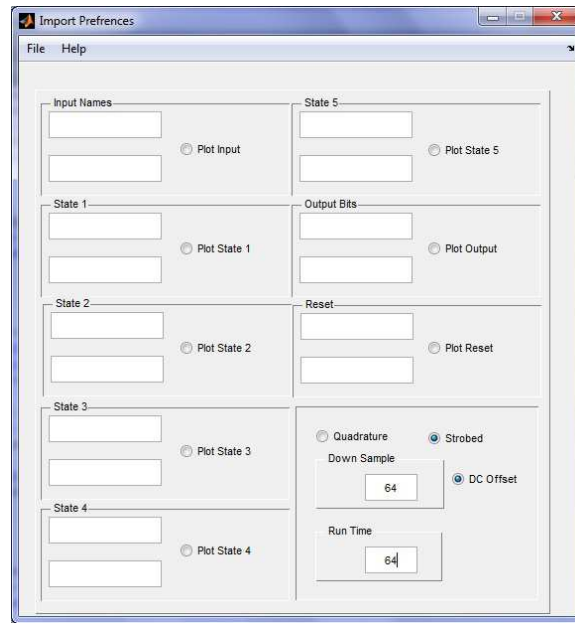 Import Prefrences
File Help
Input Names
Plot Input
State 1
Plot State 1
State 2
Plot State 2
State 3
Plot State 3
State 4
Plot State 4
State 5
Plot State 5
Output Bits
Plot Output
Reset
Plot Reset
Quadrature Strobed
Down Sample
64
DC Offset
Run Time
64